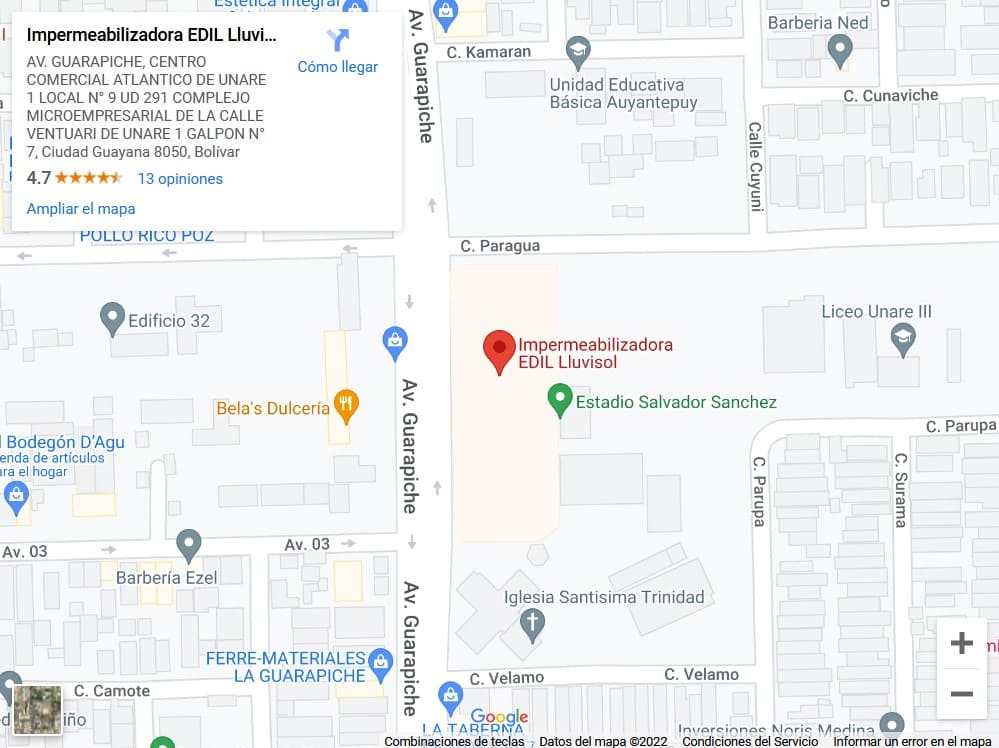 Estética Integral
Impermeabilizadora EDIL Lluvi...
Cómo llegar
AV. GUARAPICHE, CENTRO
COMERCIAL ATLANTICO DE UNARE
1 LOCAL N° 9 UD 291 COMPLEJO
MICROEMPRESARIAL DE LA CALLE
VENTUARI DE UNARE 1 GALPON N°
7, Ciudad Guayana 8050, Bolívar
4.7
13 opiniones
Ampliar el mapa
Av. Guarapiche
C. Kamaran
Barberia Ned
Unidad Educativa
Básica Auyantepuy
C. Cunaviche
Calle Cuyuni
POLLO RICO POZ
C. Paragua
Edificio 32
Liceo Unare III
Impermeabilizadora
EDIL Lluvisol
Bela's Dulcería
Av. Guarapiche
Estadio Salvador Sanchez
C. Parupa
Bodegón D'Agu
enda de artículos
ara el hogar
C. Parupa
C. Surama
Av. 03
Av. 03
Barbería Ezel
Av. Guarapiche
Iglesia Santisima Trinidad
FERRE-MATERIALES
LA GUARAPICHE
C. Velamo
C. Velamo
C. Camote
Google
LA TABERNA
Inversiones Noris Medina
Combinaciones de teclas
Datos del mapa ©2022
Condiciones del Servicio
Informar un error en el mapa